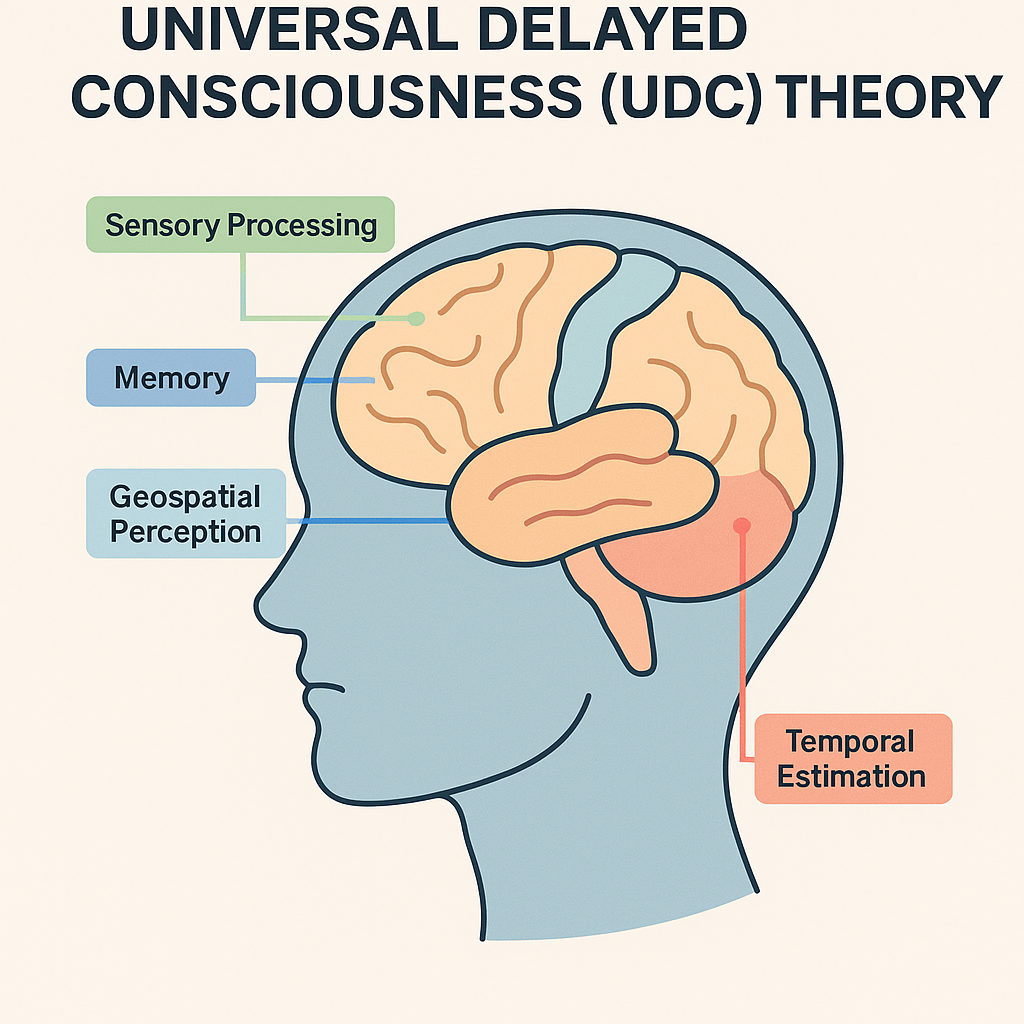 UNIVERSAL DELAYED
CONSCIOUSNESS (UDC) THEORY
Sensory Processing
Memory
Geospatial
Perception
Temporal
Estimation